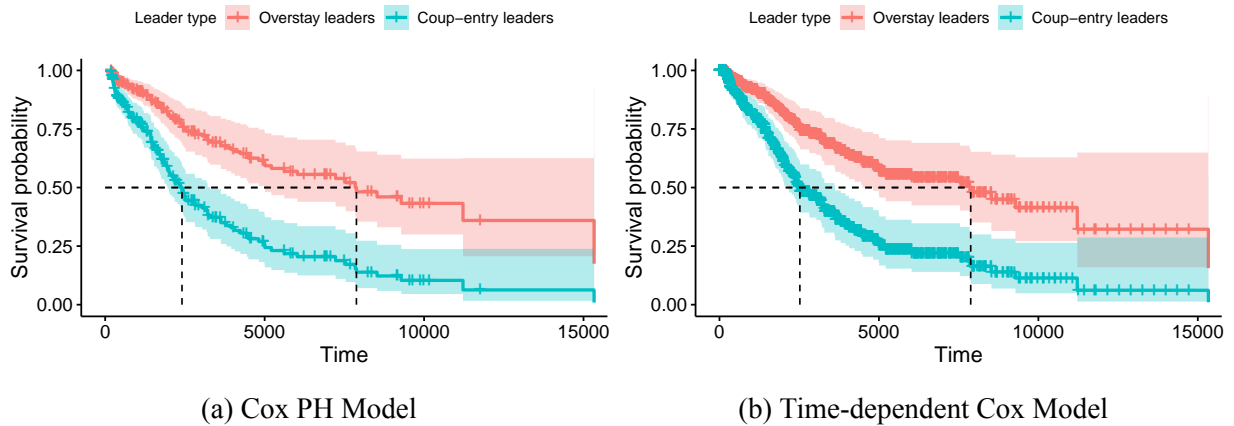 Leader type Overstay leaders Coup−entry leaders
1.00
0.75
0.50
0.25
0.00
Survival probability
0 5000 10000 15000
Time
(a) Cox PH Model
Leader type Overstay leaders Coup−entry leaders
1.00
0.75
0.50
0.25
0.00
Survival probability
0 5000 10000 15000
Time
(b) Time-dependent Cox Model